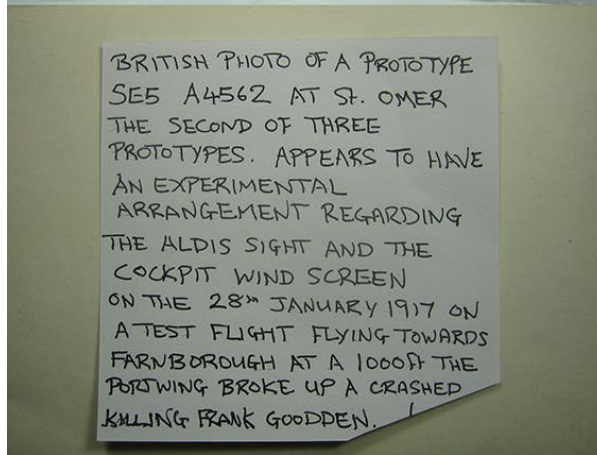 BRITISH PHOTO OF A PROTOTYPE
SE5 A4562 AT St. OMER
THE SECOND OF THREE
PROTOTYPES. APPEARS TO HAVE
AN EXPERIMENTAL
ARRANGEMENT REGARDING
THE ALDIS SIGHT AND THE
COCKPIT WIND SCREEN
ON THE 28TH JANUARY 1917 ON
A TEST FLIGHT FLYING TOWARDS
FARNBOROUGH AT A 1000ft THE
PORTWING BROKE UP A CRASHED
KILLING FRANK GOODDEN.